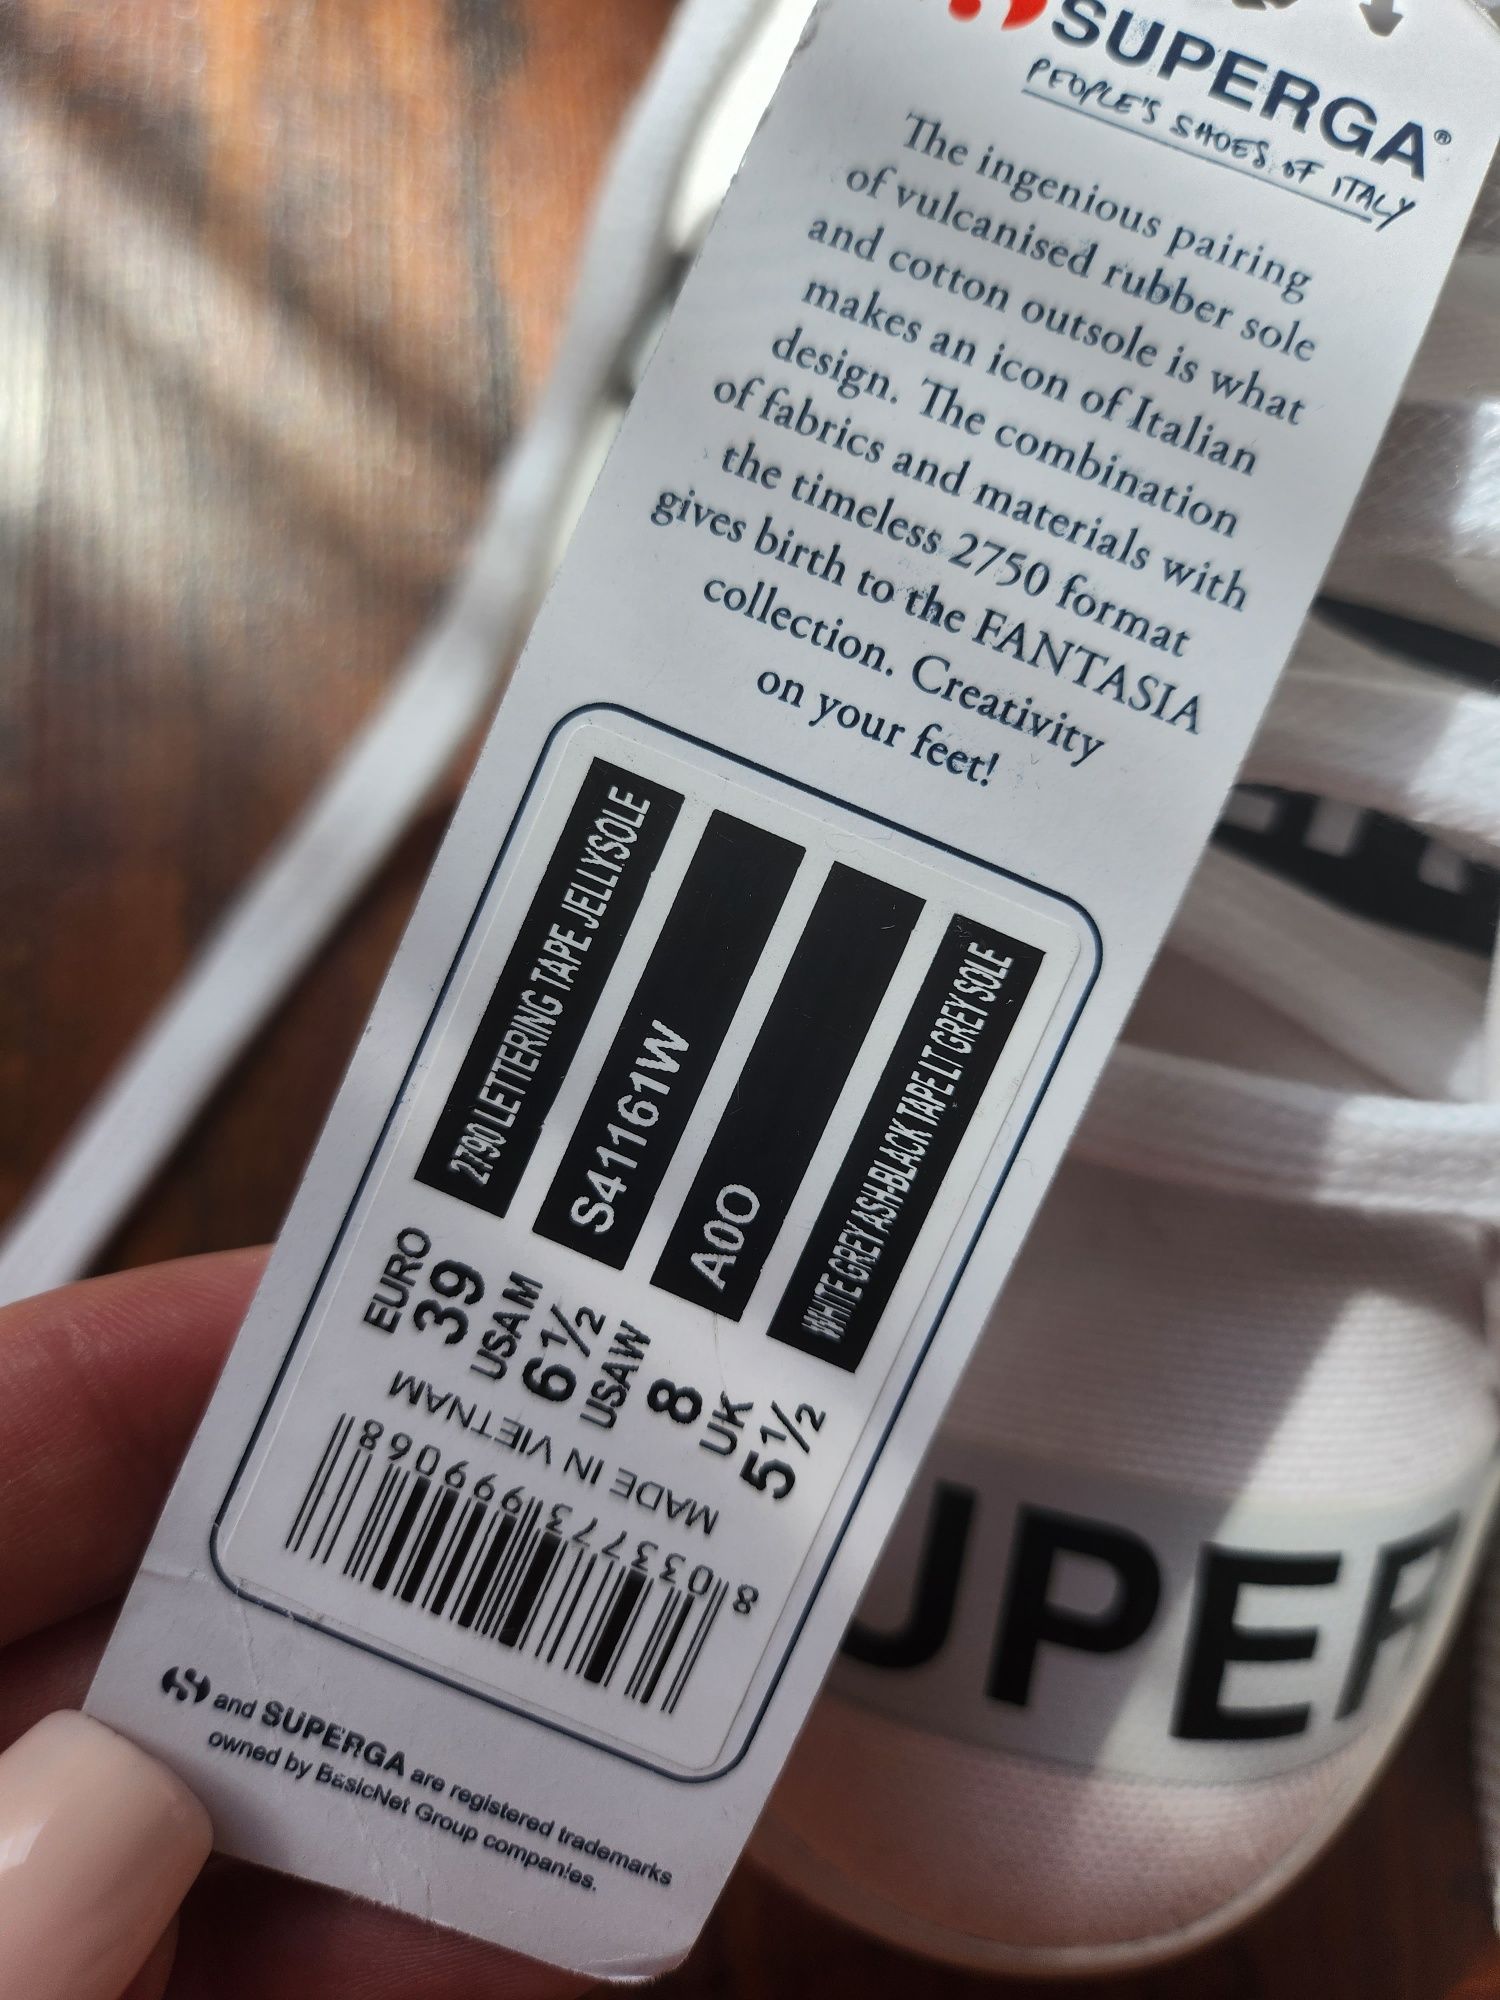 SUPERGA®
PEOPLE'S SHOES OF ITALY
The ingenious pairing
of vulcanised rubber sole
and cotton outsole is what
makes an icon of Italian
design. The combination
of fabrics and materials with
the timeless 2750 format
gives birth to the FANTASIA
collection. Creativity
on your feet!
2790 LETTERING TAPE JELLYSOLE
S41161W
A0O
WHITE GREY ASH-BLACK TAPE LT GREY SOLE
EURO
39
USAM
6½
USAW
8
UK
5½
MADE IN VIETNAM
8 033773 999068
and SUPERGA are registered trademarks
owned by BasicNet Group companies.
UPER